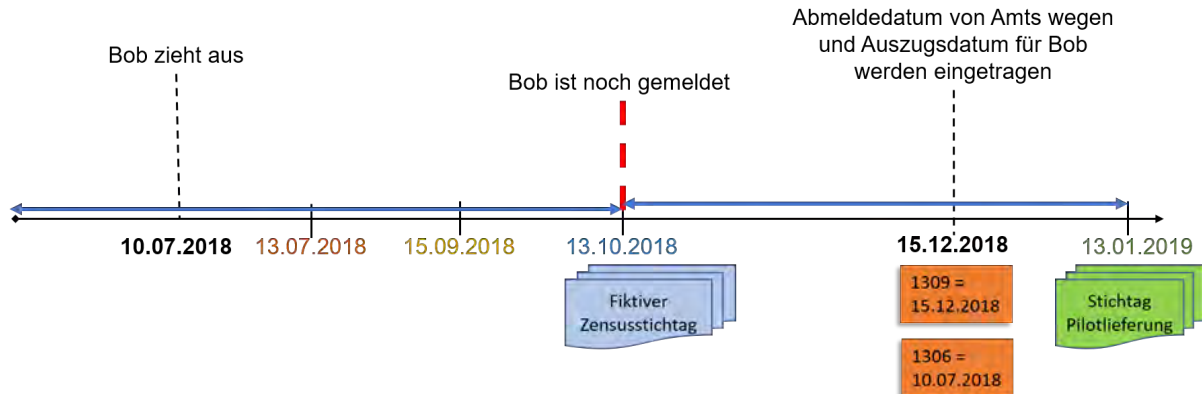 Abmeldedatum von Amts wegen
und Auszugsdatum für Bob
werden eingetragen
Bob zieht aus
Bob ist noch gemeldet
10.07.2018
13.07.2018
15.09.2018
13.10.2018
15.12.2018
13.01.2019
Fiktiver
Zensusstichtag
1309 =
15.12.2018
1306 =
10.07.2018
Stichtag
Pilotlieferung